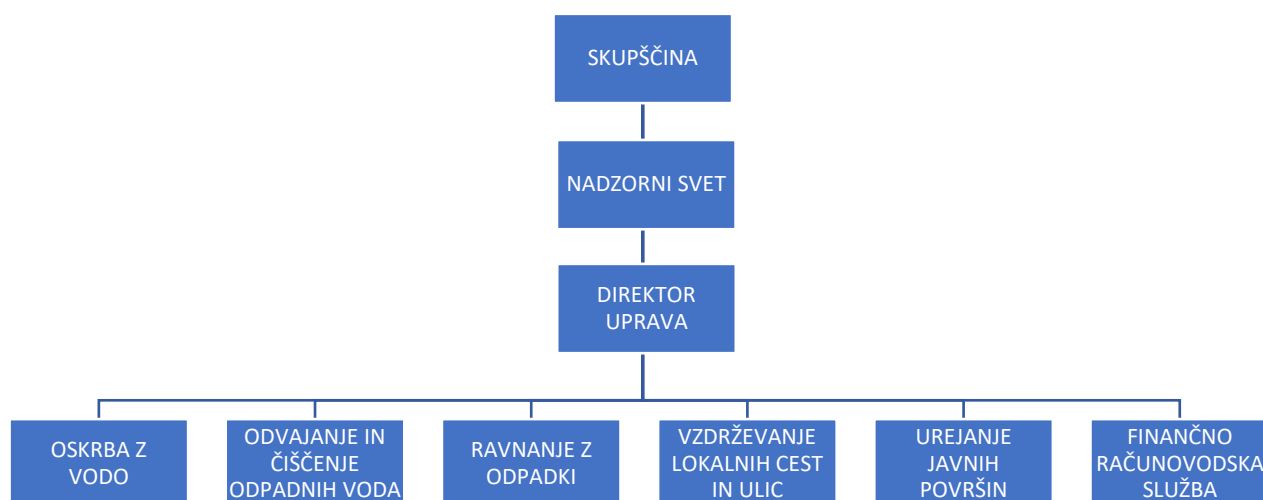 SKUPŠČINA
NADZORNI SVET
DIREKTOR
UPRAVA
OSKRBA Z
VODO
ODVAJANJE IN
ČIŠČENJE
ODPADNIH VODA
RAVNANJE Z
ODPADKI
VZDRŽEVANJE
LOKALNIH CEST
IN ULIC
UREJANJE
JAVNIH
POVRŠIN
FINANČNO
RAČUNOVODSKA
SLUŽBA